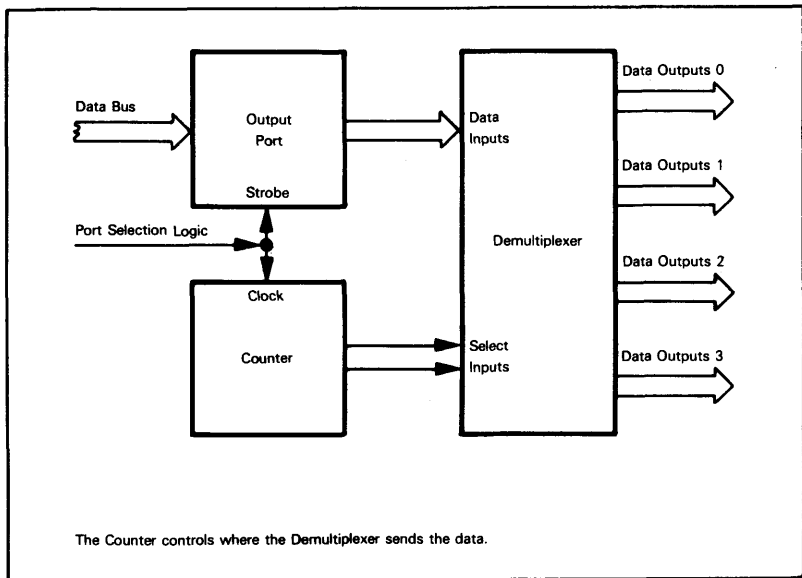 Data Bus
Output
Port
Strobe
Port Selection Logic
Clock
Counter
Data
Inputs
Demultiplexer
Select
Inputs
Data Outputs 0
Data Outputs 1
Data Outputs 2
Data Outputs 3
The Counter controls where the Demultiplexer sends the data.